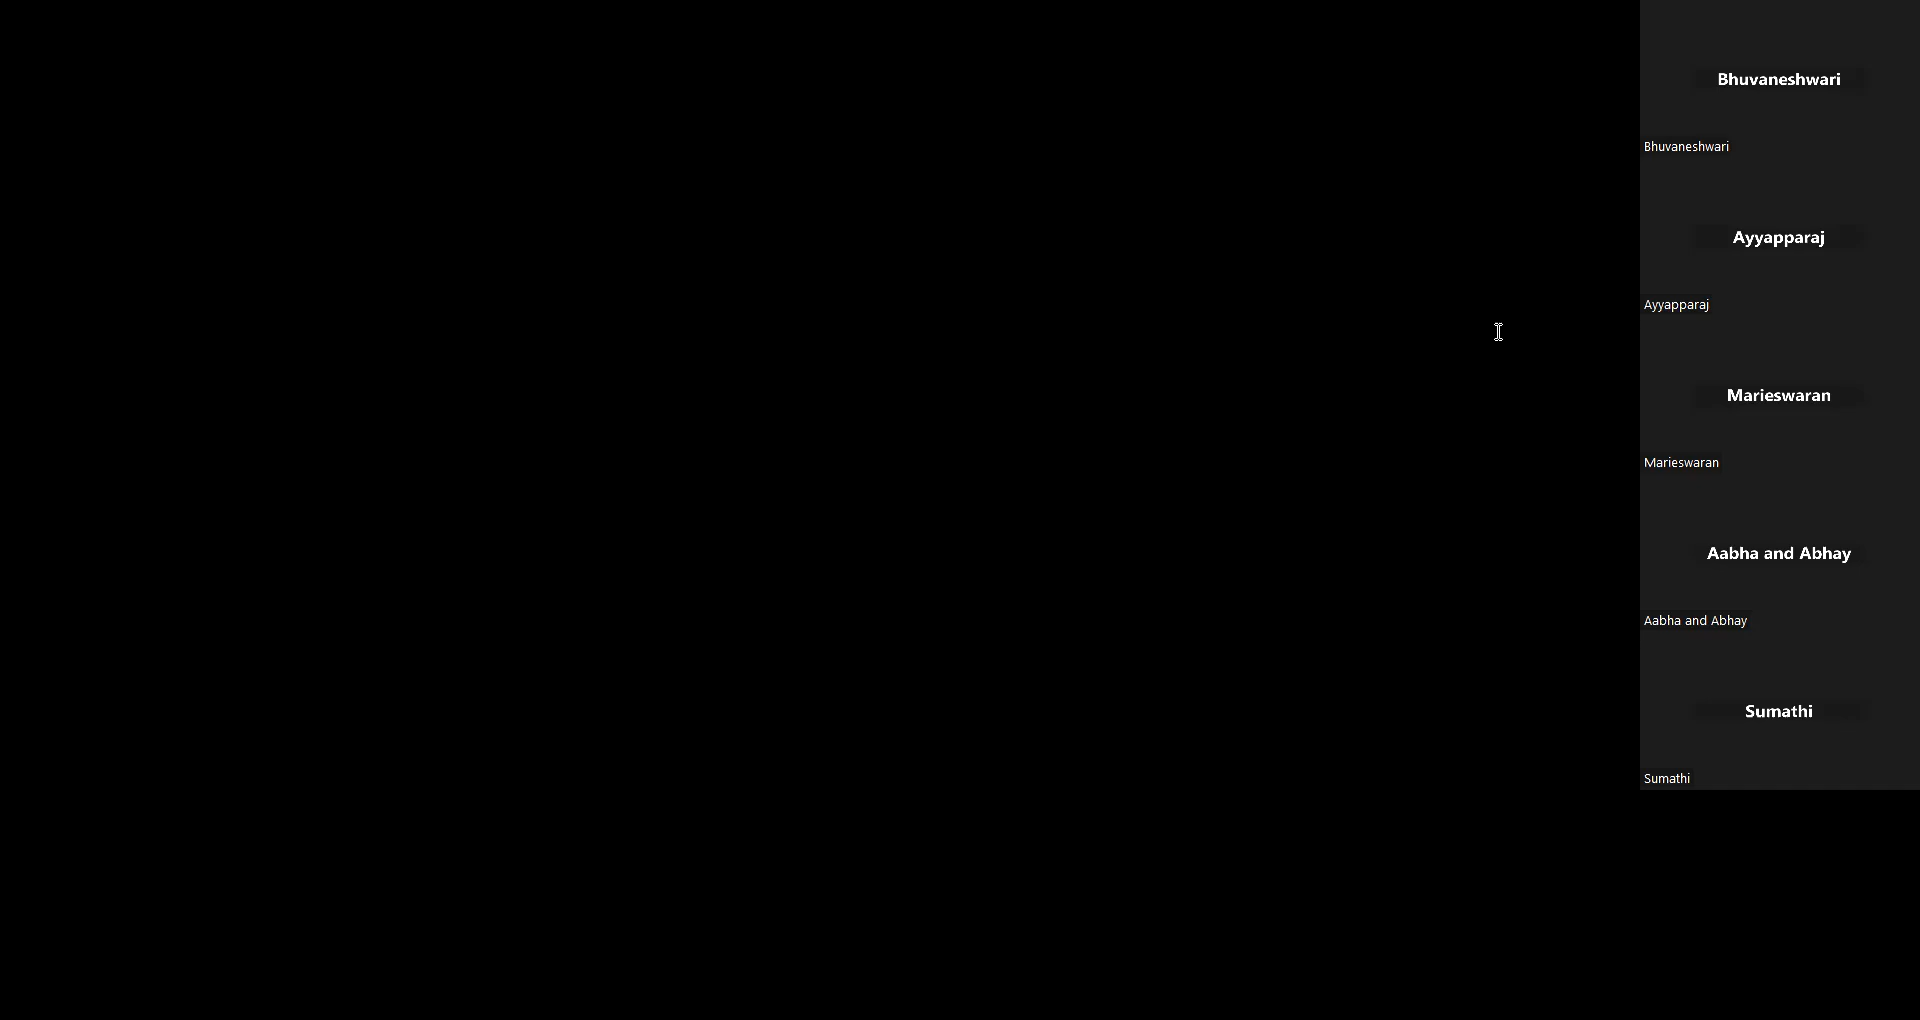 Bhuvaneshwari
Bhuvaneshwari
Ayyapparaj
Ayyapparaj
Marieswaran
Marieswaran
Aabha and Abhay
Aabha and Abhay
Sumathi
Sumathi